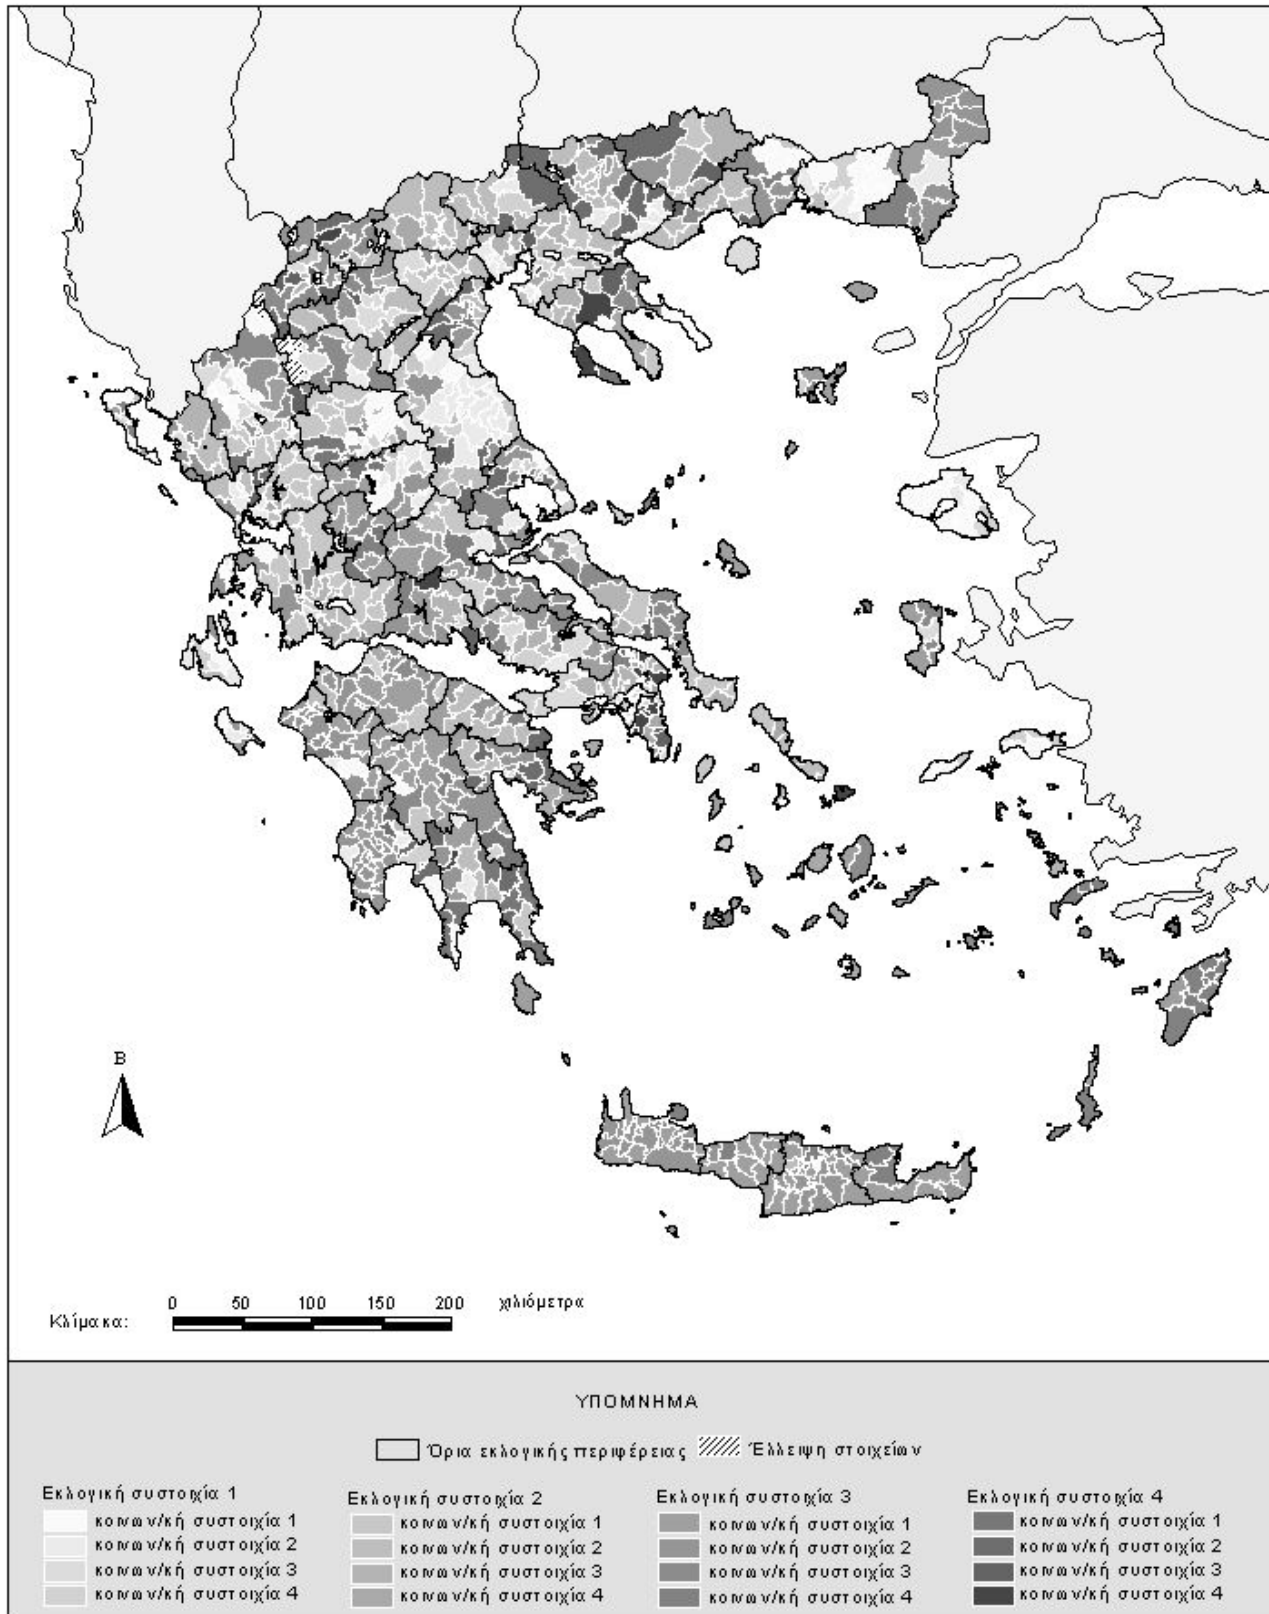 B
0 50 100 150 200 χιλιόμετρα
Κλίμακα:
ΥΠΟΜΝΗΜΑ
Όρια εκλογικής περιφέρειας Έλλειψη στοιχείων
Εκλογική συστοιχία 1
κοινων/κή συστοιχία 1
κοινων/κή συστοιχία 2
κοινων/κή συστοιχία 3
κοινων/κή συστοιχία 4
Εκλογική συστοιχία 2
κοινων/κή συστοιχία 1
κοινων/κή συστοιχία 2
κοινων/κή συστοιχία 3
κοινων/κή συστοιχία 4
Εκλογική συστοιχία 3
κοινων/κή συστοιχία 1
κοινων/κή συστοιχία 2
κοινων/κή συστοιχία 3
κοινων/κή συστοιχία 4
Εκλογική συστοιχία 4
κοινων/κή συστοιχία 1
κοινων/κή συστοιχία 2
κοινων/κή συστοιχία 3
κοινων/κή συστοιχία 4